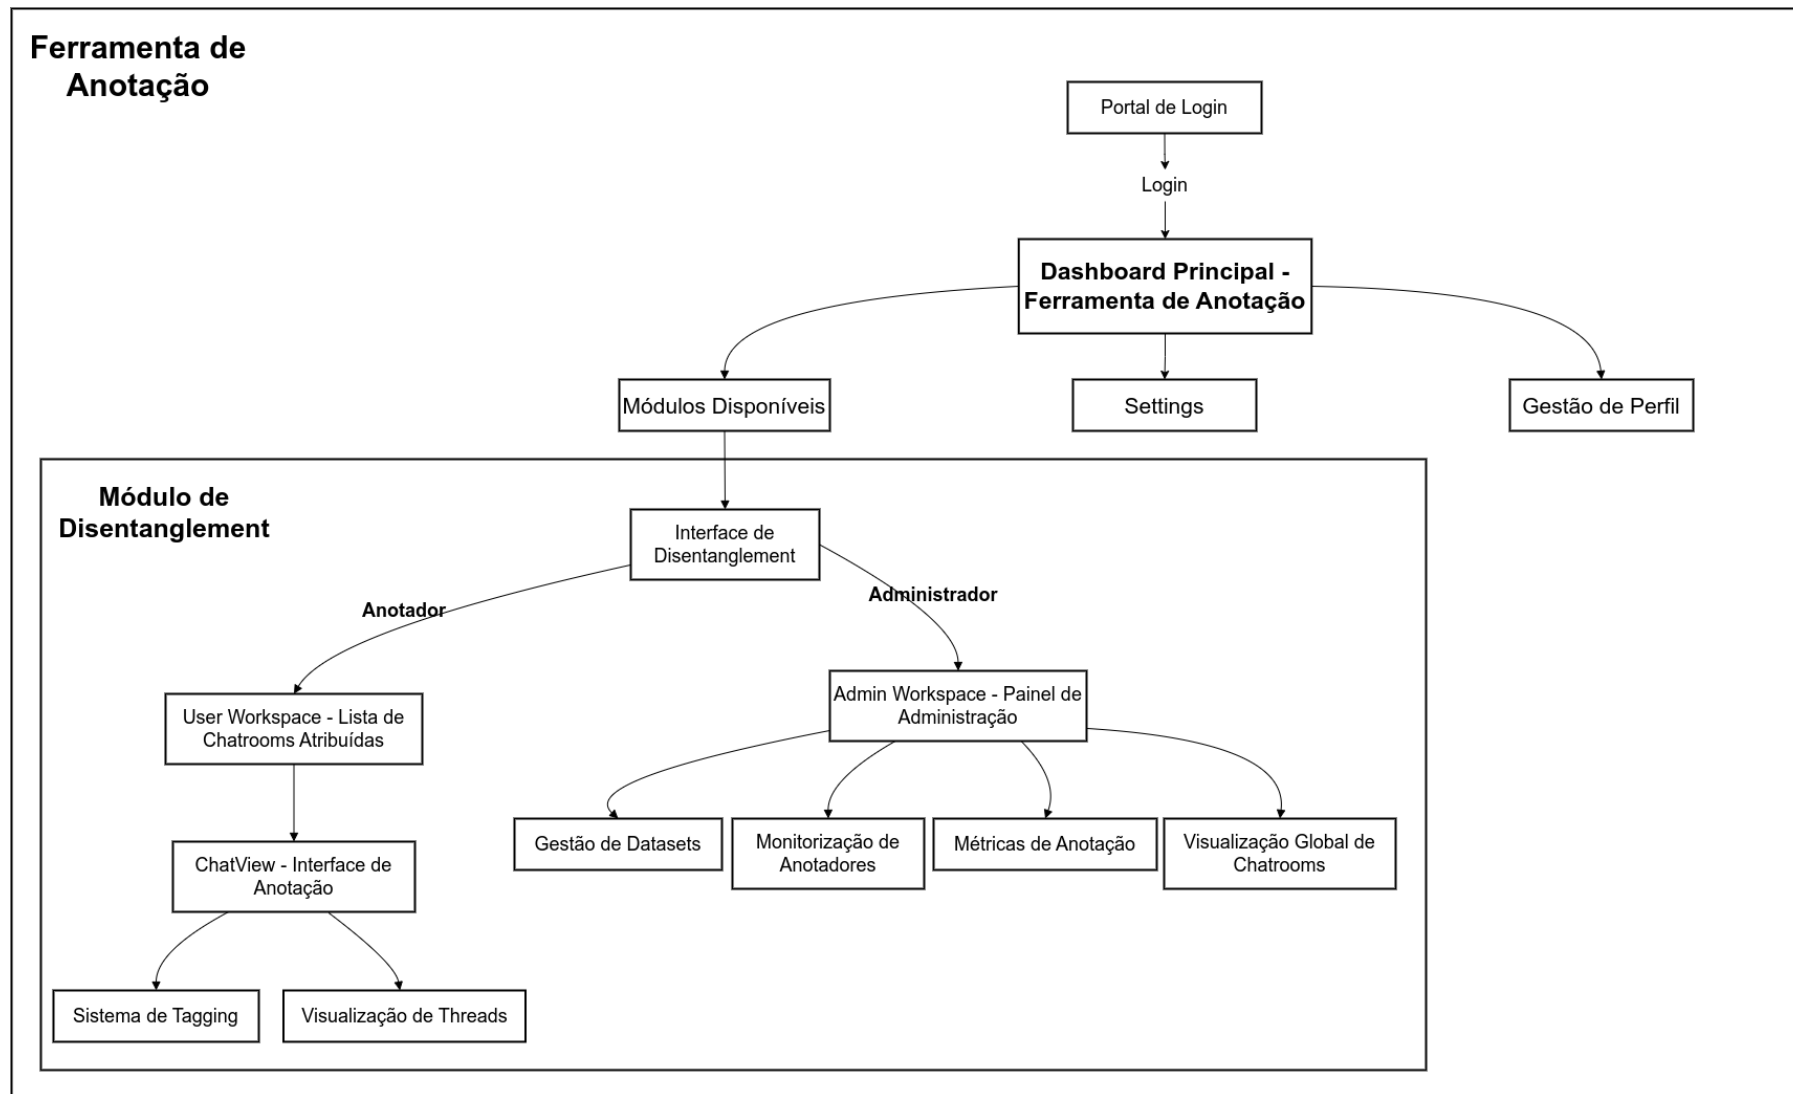 Ferramenta de
Anotação
Portal de Login
Login
Dashboard Principal -
Ferramenta de Anotação
Módulos Disponíveis
Settings
Gestão de Perfil
Módulo de
Disentanglement
Interface de
Disentanglement
Anotador
Administrador
User Workspace - Lista de
Chatrooms Atribuídas
Admin Workspace - Painel de
Administração
ChatView - Interface de
Anotação
Gestão de Datasets
Monitorização de
Anotadores
Métricas de Anotação
Visualização Global de
Chatrooms
Sistema de Tagging
Visualização de Threads